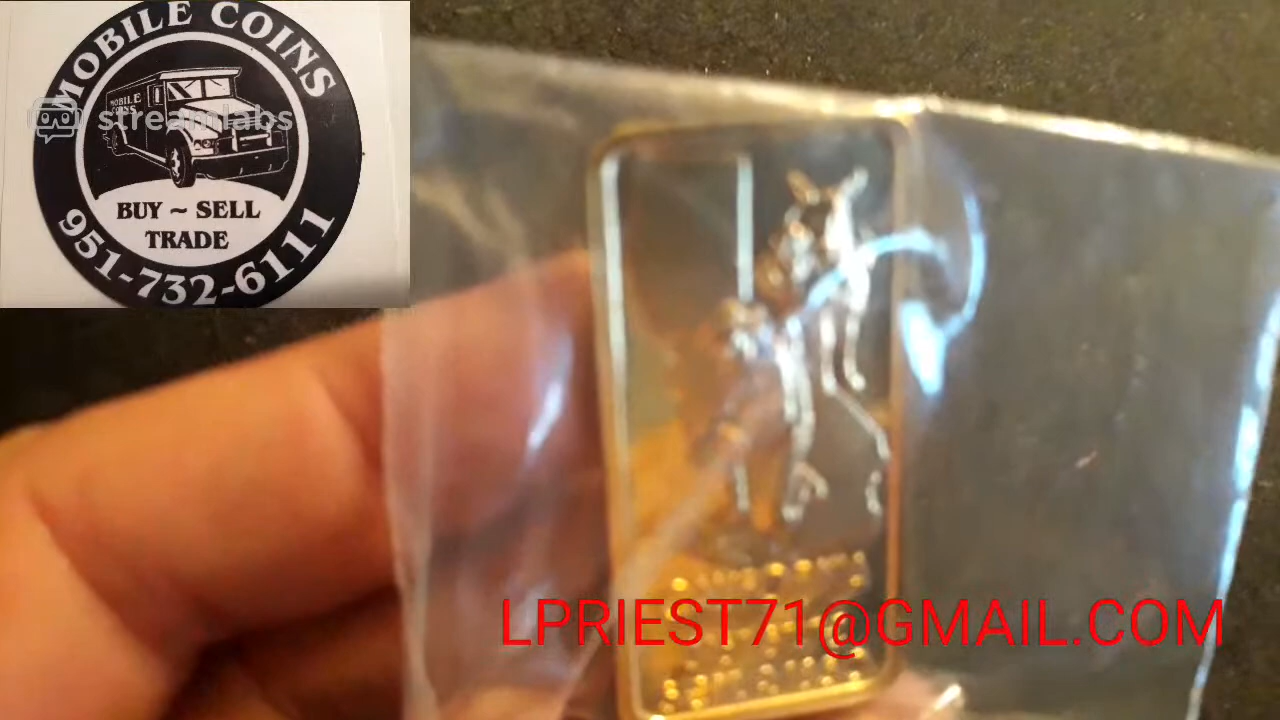 MOBILE COINS
MOBILE
COINS
streamlabs
BUY ~ SELL
TRADE
951-732-6111
LPRIEST71@GMAIL.COM